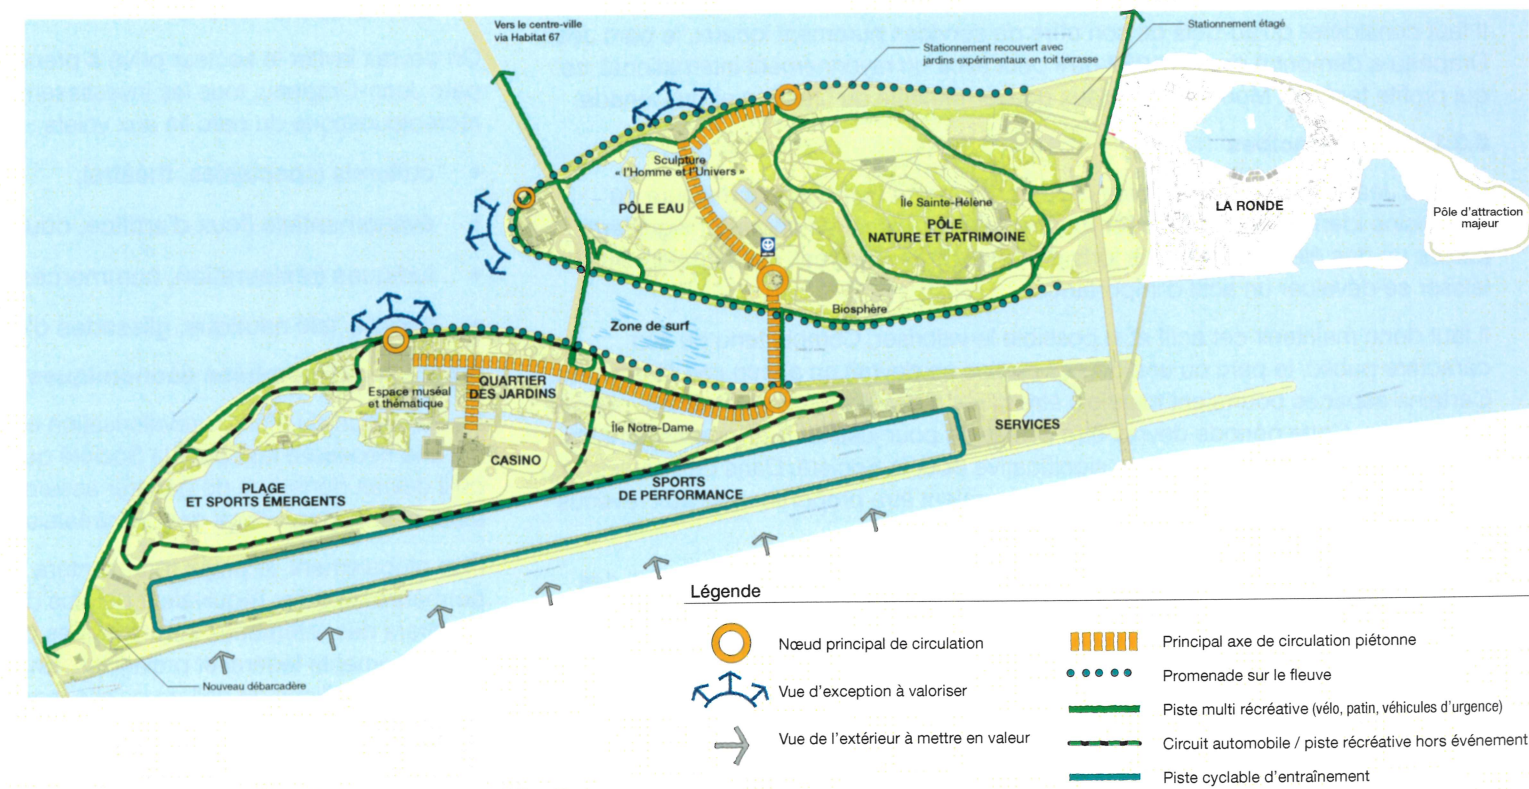 Vers le centre-ville
via Habitat 67
Stationnement étagé
Stationnement recouvert avec
jardins expérimentaux en toit terrasse
Sculpture
« l'Homme et l'Univers »
PÔLE EAU
Île Sainte-Hélène
PÔLE
NATURE ET PATRIMOINE
LA RONDE
Pôle d'attraction
majeur
Biosphère
Zone de surf
Espace muséal
et thématique
QUARTIER
DES JARDINS
Île Notre-Dame
CASINO
SERVICES
PLAGE
ET SPORTS ÉMERGENTS
SPORTS
DE PERFORMANCE
Nouveau débarcadère
Légende
Nœud principal de circulation
Vue d'exception à valoriser
Vue de l'extérieur à mettre en valeur
Principal axe de circulation piétonne
Promenade sur le fleuve
Piste multi récréative (vélo, patin, véhicules d'urgence)
Circuit automobile / piste récréative hors événement
Piste cyclable d'entraînement